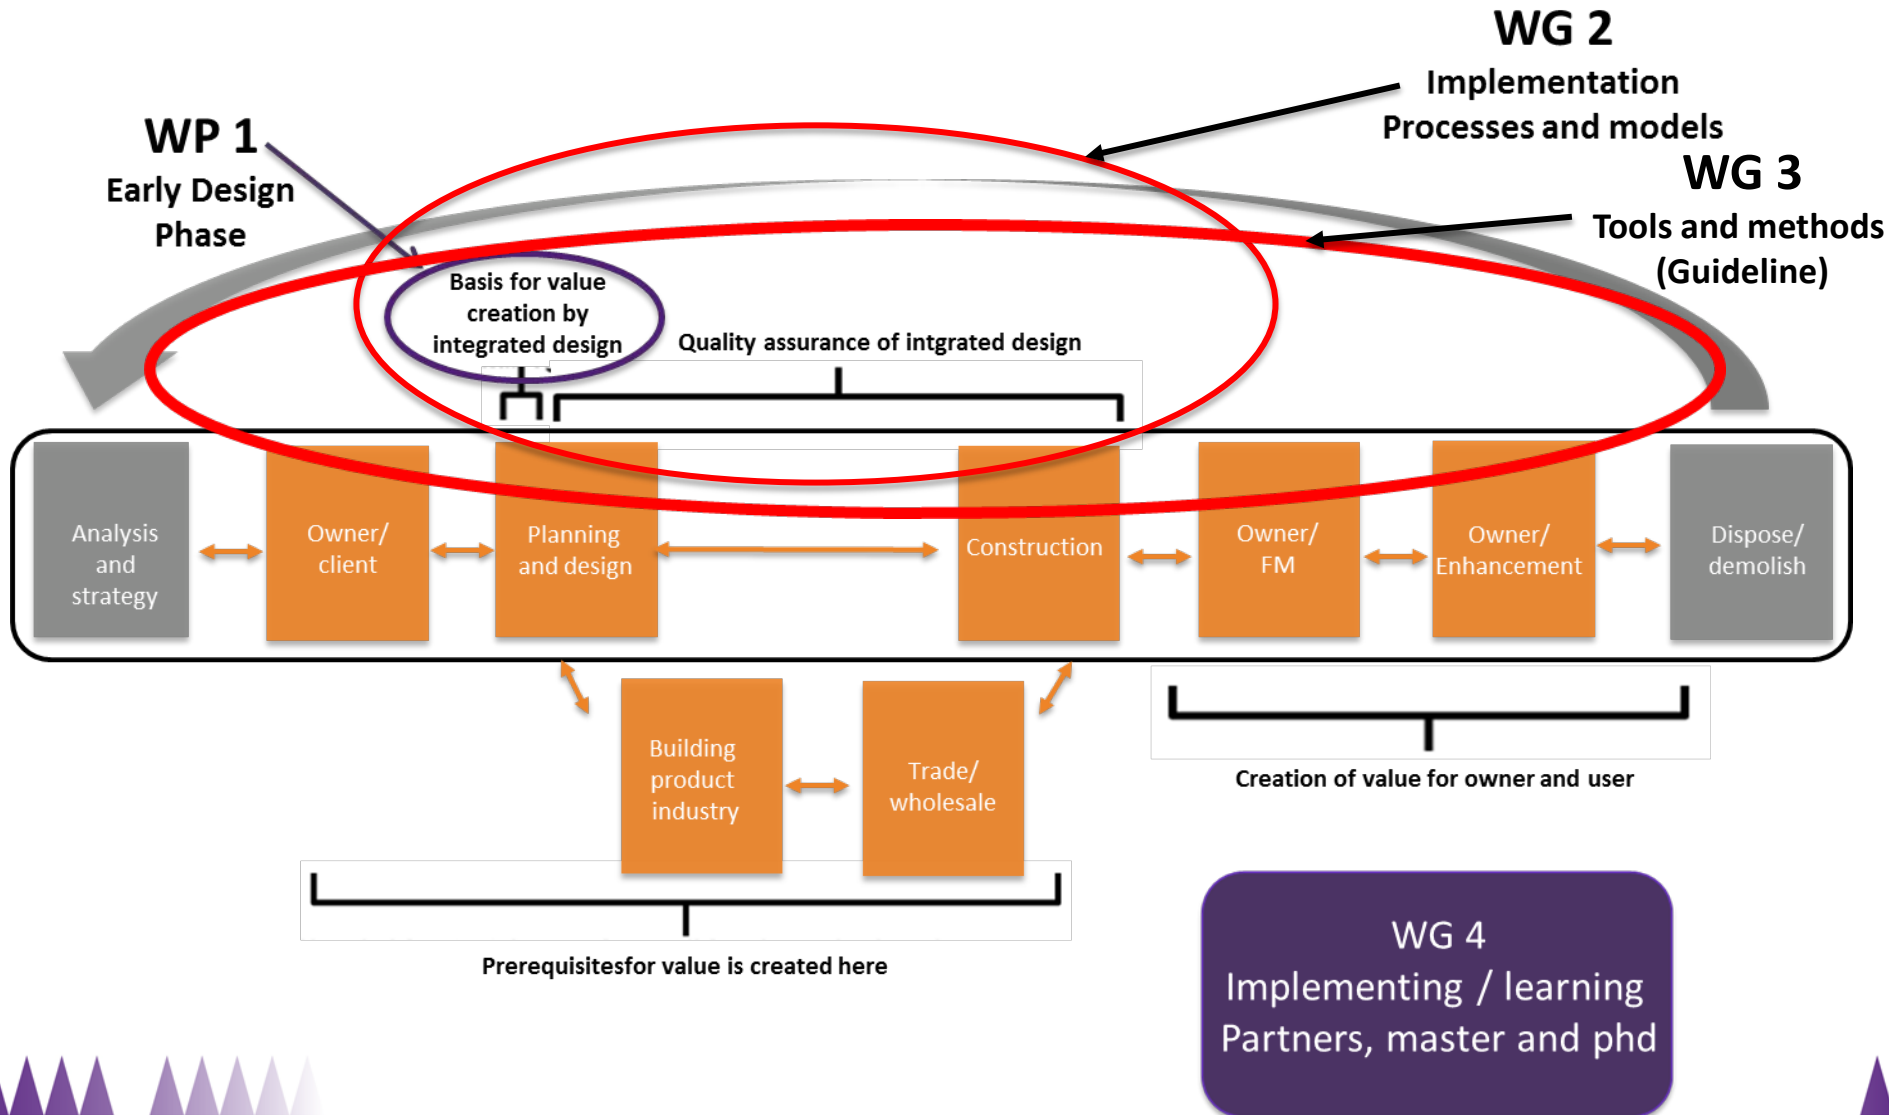 WG 2
Implementation
Processes and models
WP 1
Early Design
Phase
WG 3
Tools and methods
(Guideline)
Basis for value
creation by
integrated design
Quality assurance of intgrated design
Analysis
and
strategy
Owner/
client
Planning
and design
Construction
Owner/
FM
Owner/
Enhancement
Dispose/
demolish
Building
product
industry
Trade/
wholesale
Creation of value for owner and user
Prerequisitesfor value is created here
WG 4
Implementing / learning
Partners, master and phd